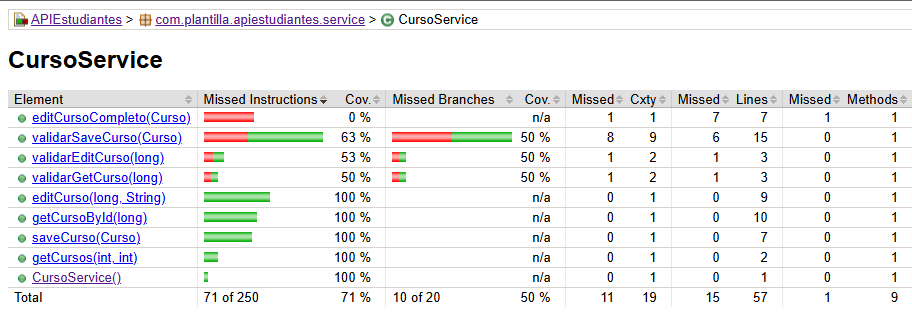 APIEstudiantes > com.plantilla.apiestudiantes.service > CursoService
CursoService
Element Missed Instructions Cov. Missed Branches Cov. Missed Cxty Missed Lines Missed Methods
editCursoCompleto(Curso) 0 % n/a 1 1 7 7 1 1
validarSaveCurso(Curso) 63 % 50 % 8 9 6 15 0 1
validarEditCurso(long) 53 % 50 % 1 2 1 3 0 1
validarGetCurso(long) 50 % 50 % 1 2 1 3 0 1
editCurso(long, String) 100 % n/a 0 1 0 9 0 1
getCursoById(long) 100 % n/a 0 1 0 10 0 1
saveCurso(Curso) 100 % n/a 0 1 0 7 0 1
getCursos(int, int) 100 % n/a 0 1 0 2 0 1
CursoService() 100 % n/a 0 1 0 1 0 1
Total 71 of 250 71 % 10 of 20 50 % 11 19 15 57 1 9